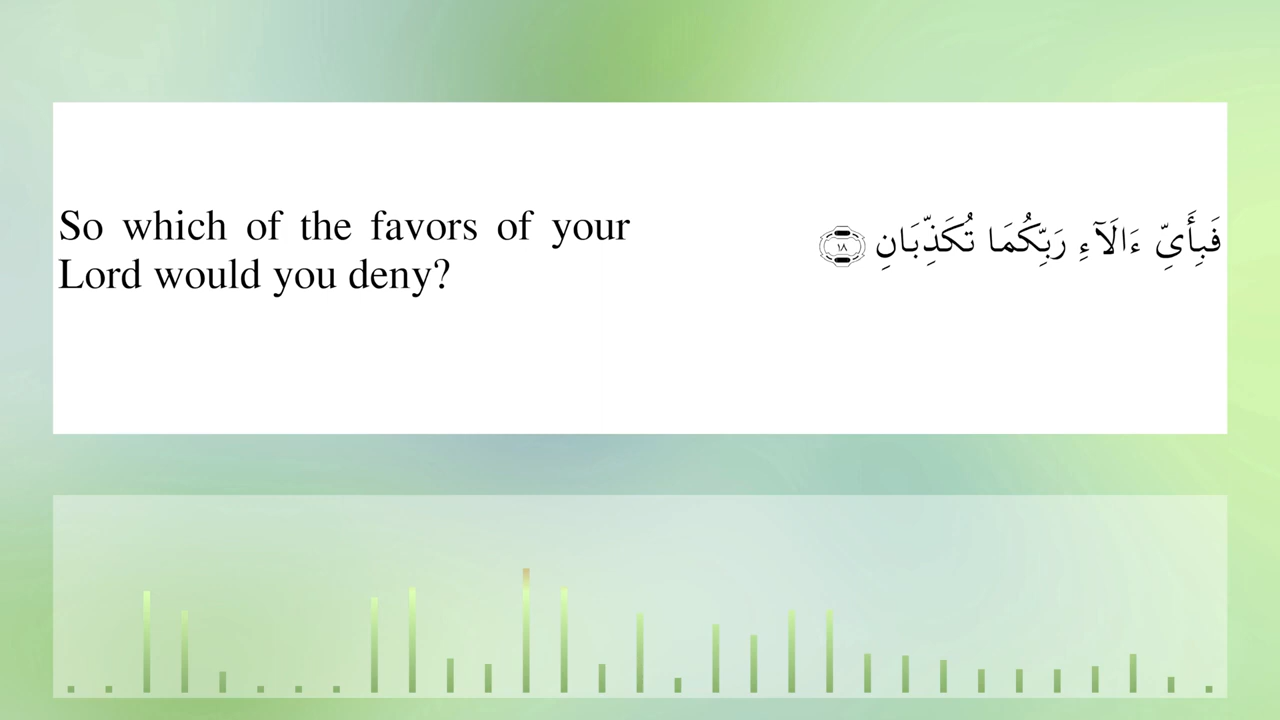 So which of the favors of your
Lord would you deny?
فَبِأَيِّ ءَالَآءِ رَبِّكُمَا تُكَذِّبَانِ ١٨